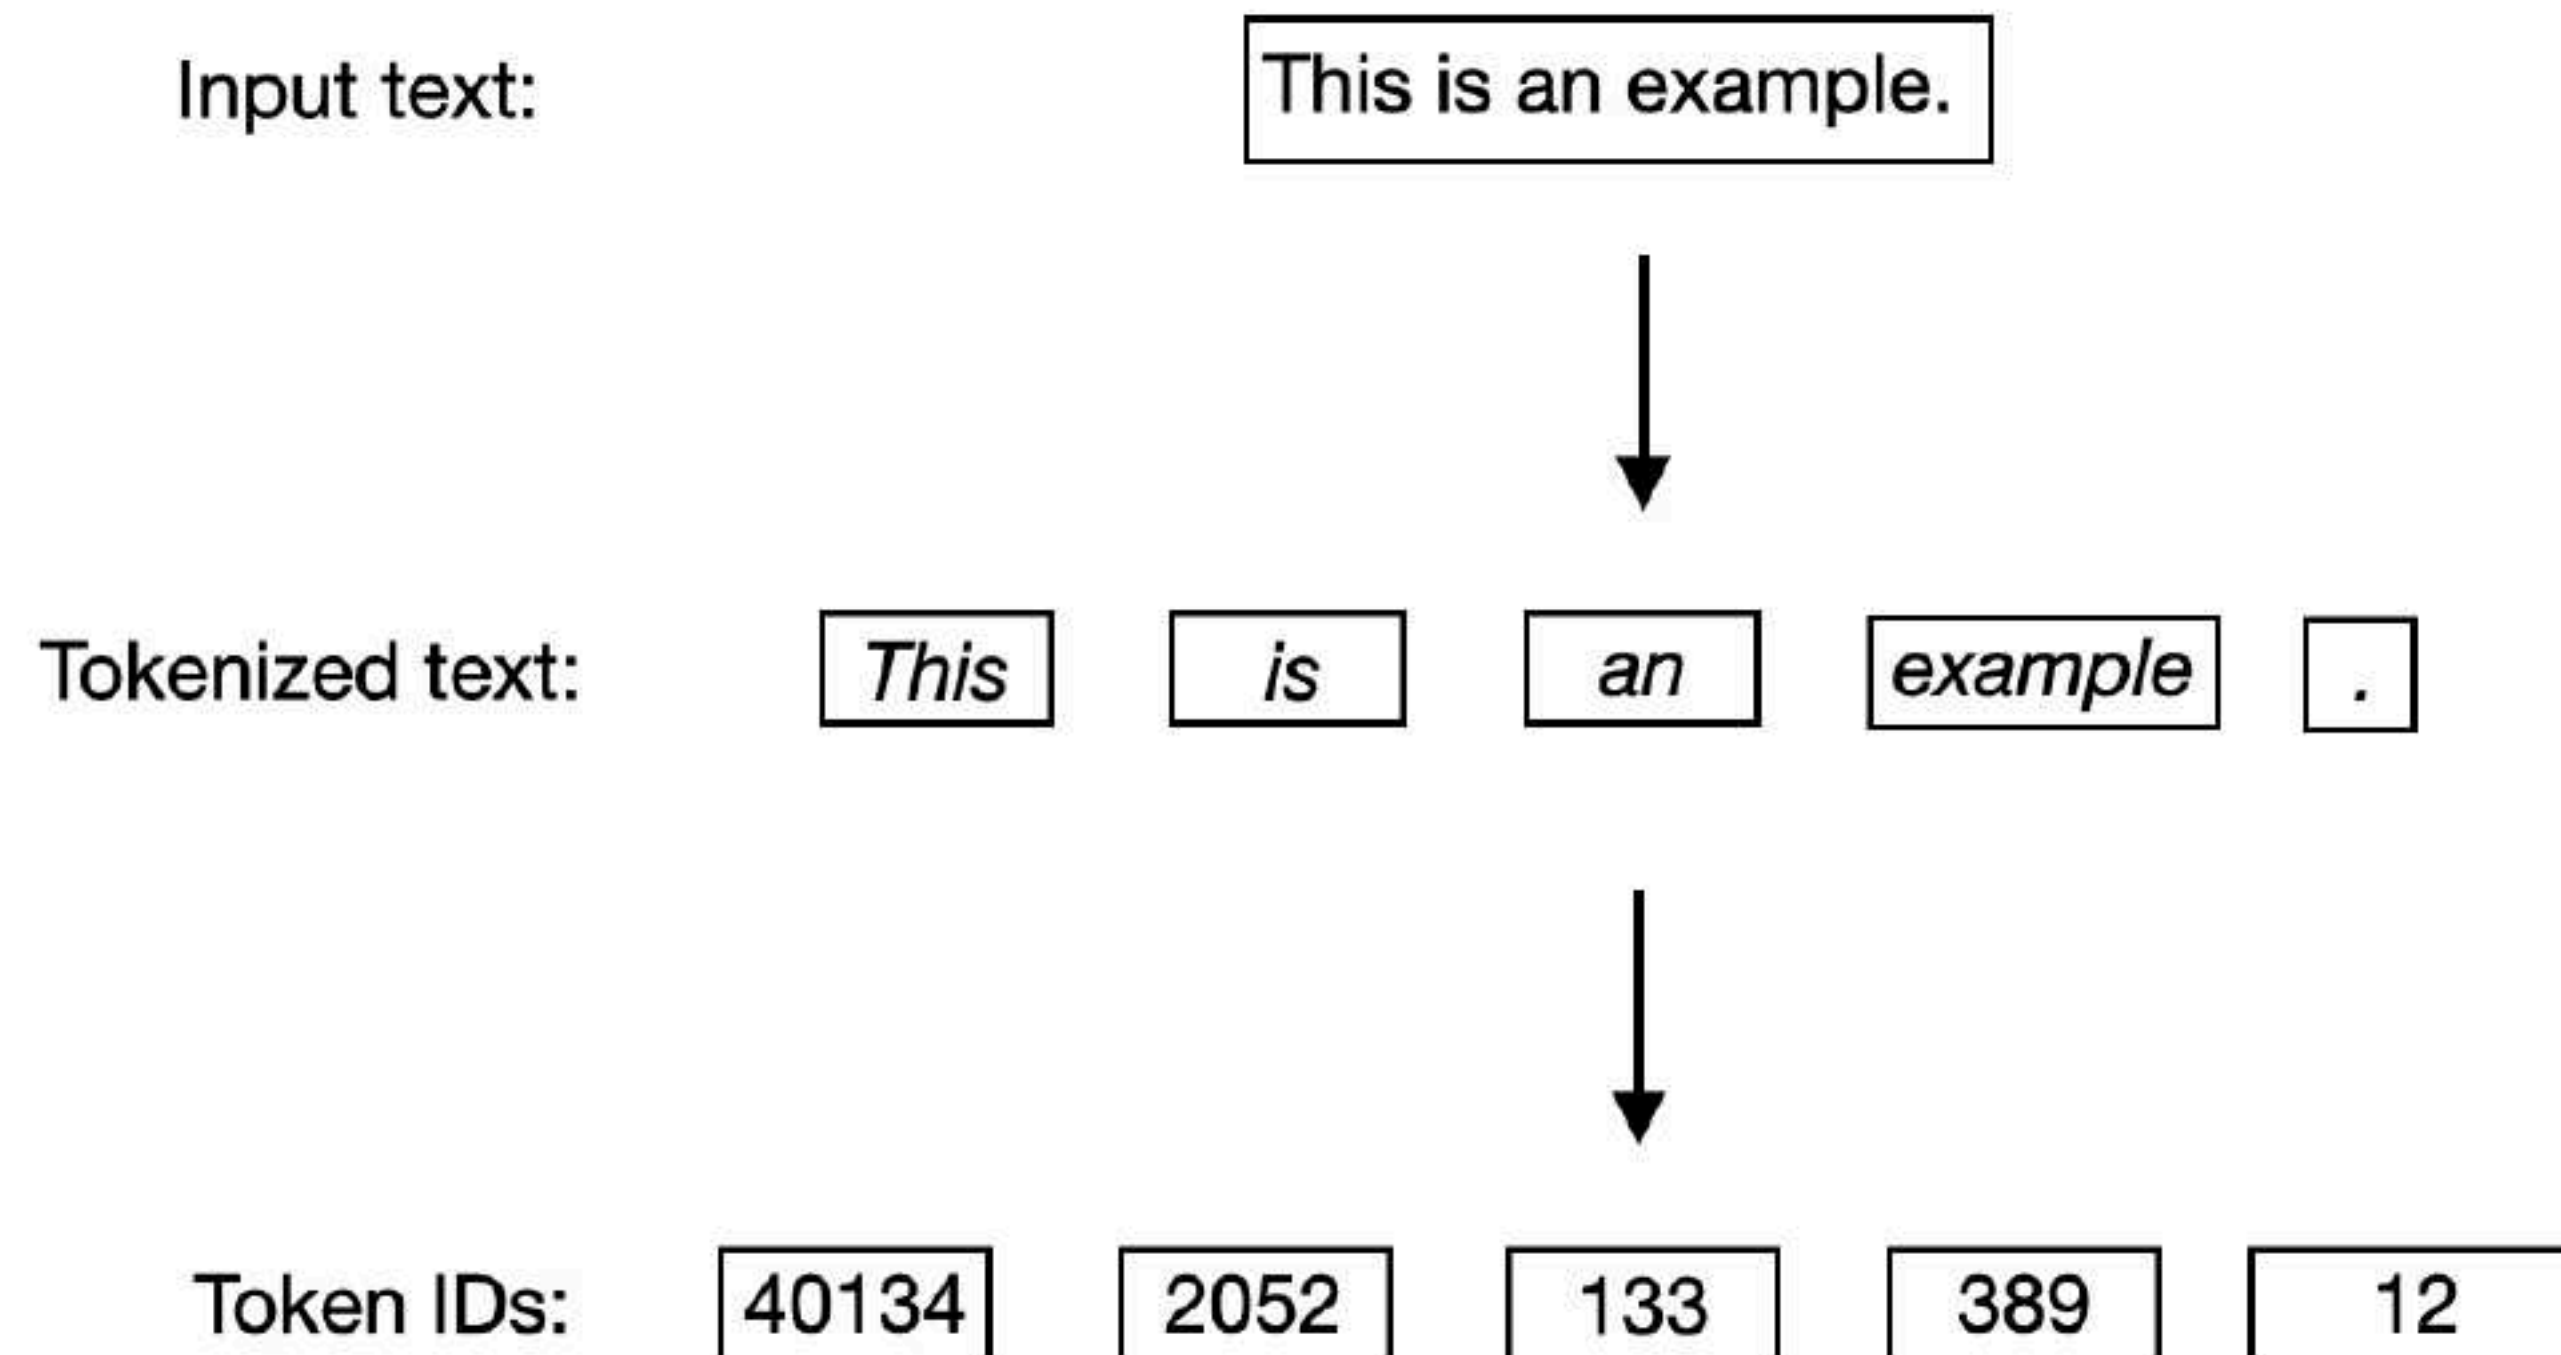 Input text: This is an example.
Tokenized text: This is an example .
Token IDs: 40134 2052 133 389 12